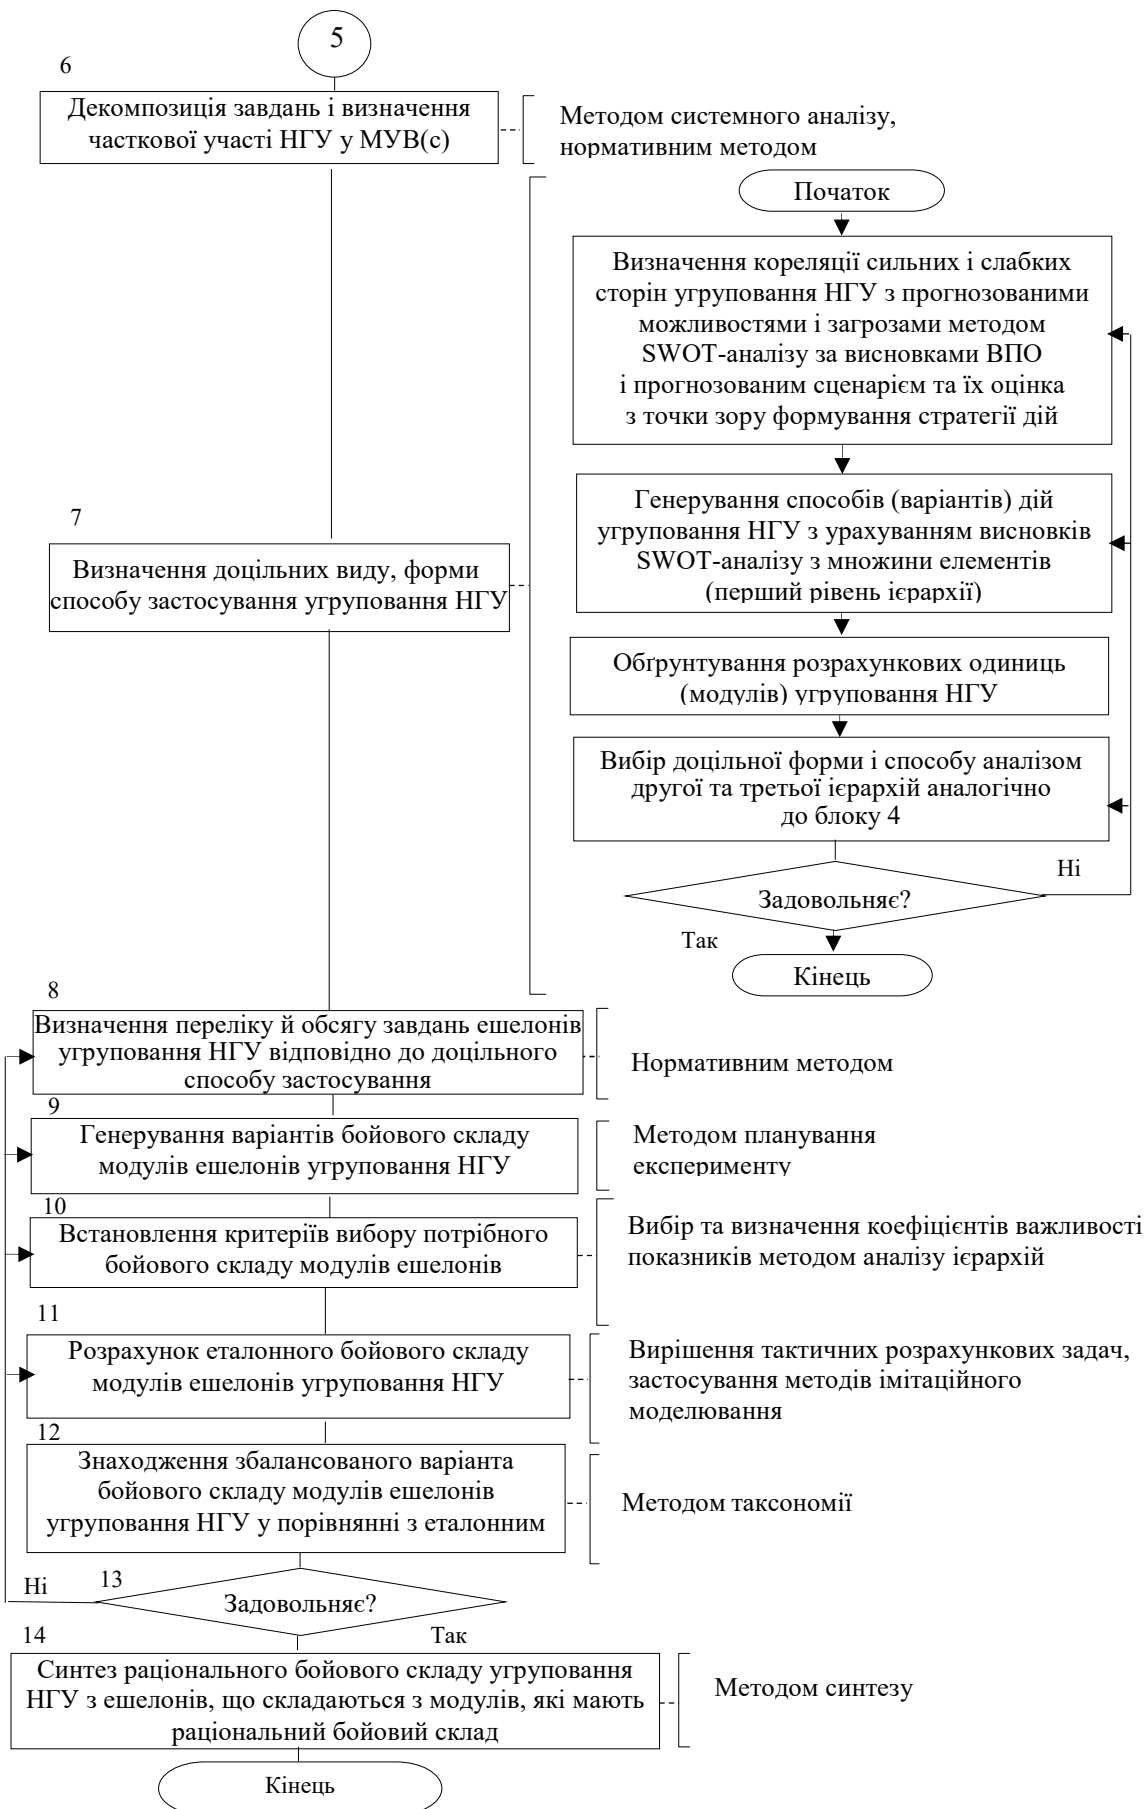 5
6
Декомпозиція завдань і визначення
часткової участі НГУ у МУВ(с)
Методом системного аналізу,
нормативним методом
Початок
Визначення кореляції сильних і слабких
сторін угруповання НГУ з прогнозованими
можливостями і загрозами методом
SWOT-аналізу за висновками ВПО
і прогнозованим сценарієм та їх оцінка
з точки зору формування стратегії дій
Генерування способів (варіантів) дій
угруповання НГУ з урахуванням висновків
SWOT-аналізу з множини елементів
(перший рівень ієрархії)
7
Визначення доцільних виду, форми
способу застосування угруповання НГУ
Обґрунтування розрахункових одиниць
(модулів) угруповання НГУ
Вибір доцільної форми і способу аналізом
другої та третьої ієрархій аналогічно
до блоку 4
Задовольняє?
Ні
Так
Кінець
8
Визначення переліку й обсягу завдань ешелонів
угруповання НГУ відповідно до доцільного
способу застосування
Нормативним методом
9
Генерування варіантів бойового складу
модулів ешелонів угруповання НГУ
Методом планування
експерименту
10
Встановлення критеріїв вибору потрібного
бойового складу модулів ешелонів
Вибір та визначення коефіцієнтів важливості
показників методом аналізу ієрархій
11
Розрахунок еталонного бойового складу
модулів ешелонів угруповання НГУ
Вирішення тактичних розрахункових задач,
застосування методів імітаційного
моделювання
12
Знаходження збалансованого варіанта
бойового складу модулів ешелонів
угруповання НГУ у порівнянні з еталонним
Методом таксономії
13
Ні
Задовольняє?
Так
14
Синтез раціонального бойового складу угруповання
НГУ з ешелонів, що складаються з модулів, які мають
раціональний бойовий склад
Методом синтезу
Кінець